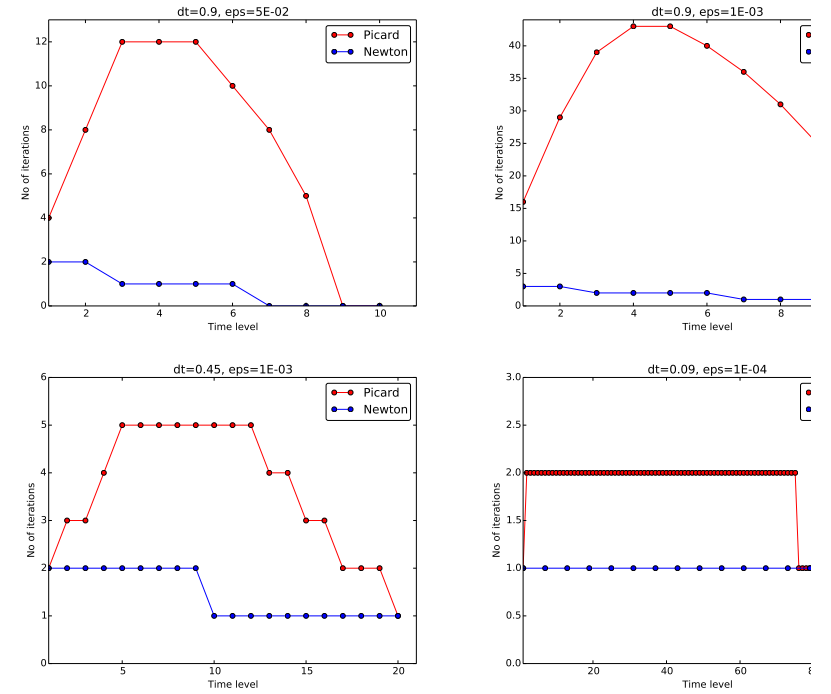 dt=0.9, eps=5E-02
No of iterations
12
10
8
6
4
2
0
2 4 6 8 10
Time level
Picard
Newton
dt=0.9, eps=1E-03
No of iterations
40
35
30
25
20
15
10
5
0
2 4 6 8
Time level
dt=0.45, eps=1E-03
No of iterations
6
5
4
3
2
1
0
5 10 15 20
Time level
Picard
Newton
dt=0.09, eps=1E-04
No of iterations
3.0
2.5
2.0
1.5
1.0
0.5
0.0
20 40 60
Time level